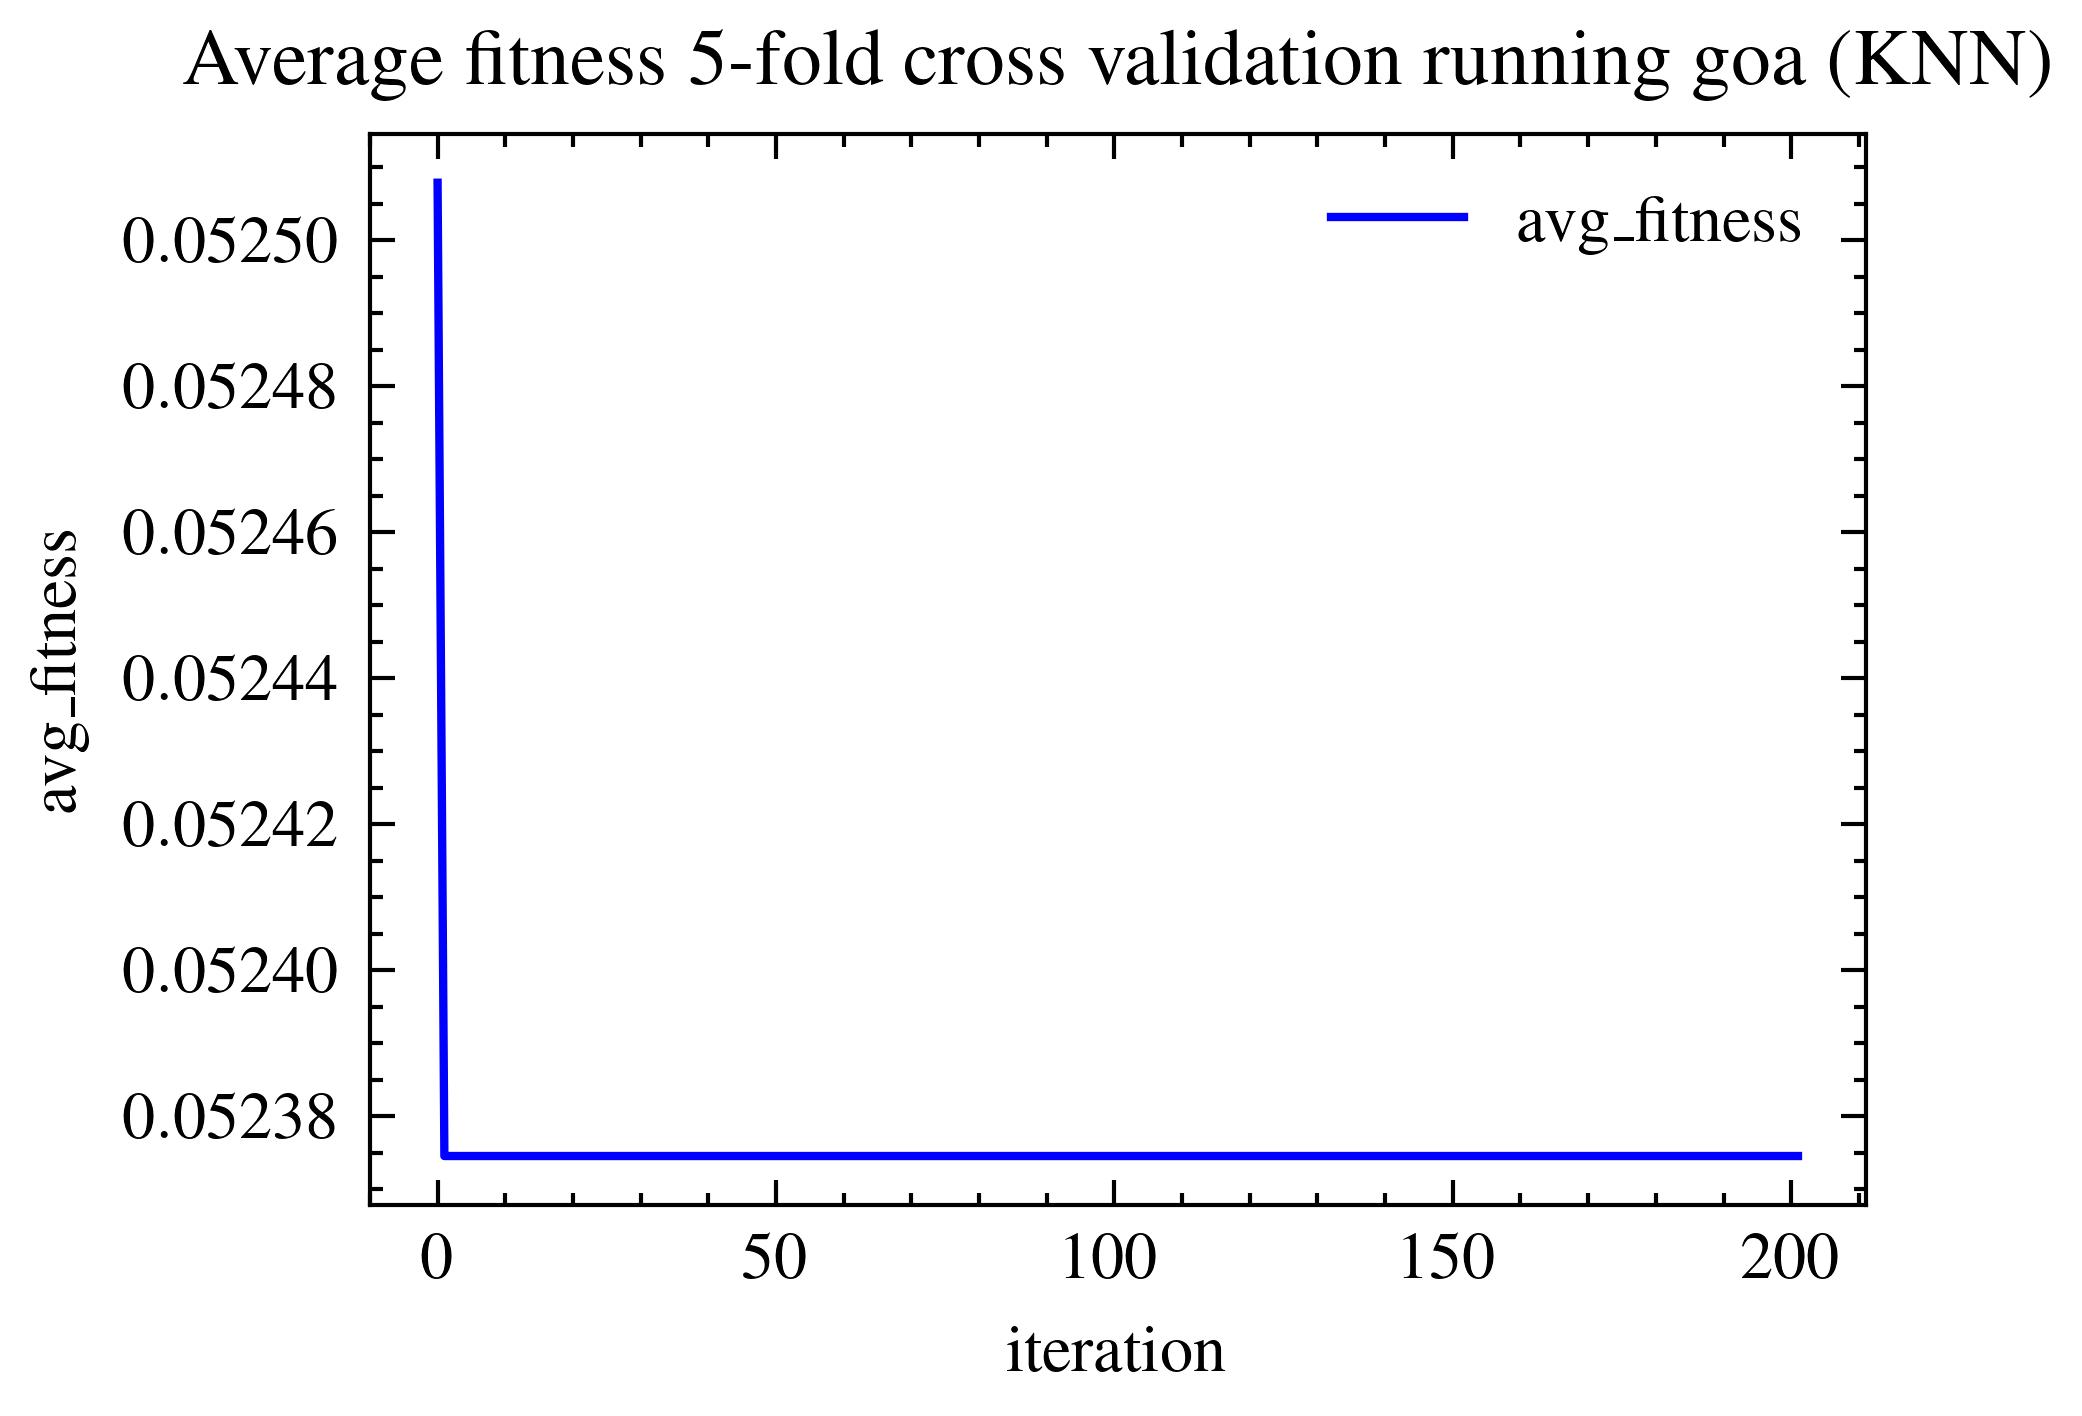 Average fitness 5-fold cross validation running goa (KNN)
avg_fitness
0.05250
0.05248
0.05246
0.05244
0.05242
0.05240
0.05238
avg_fitness
0 50 100 150 200
iteration